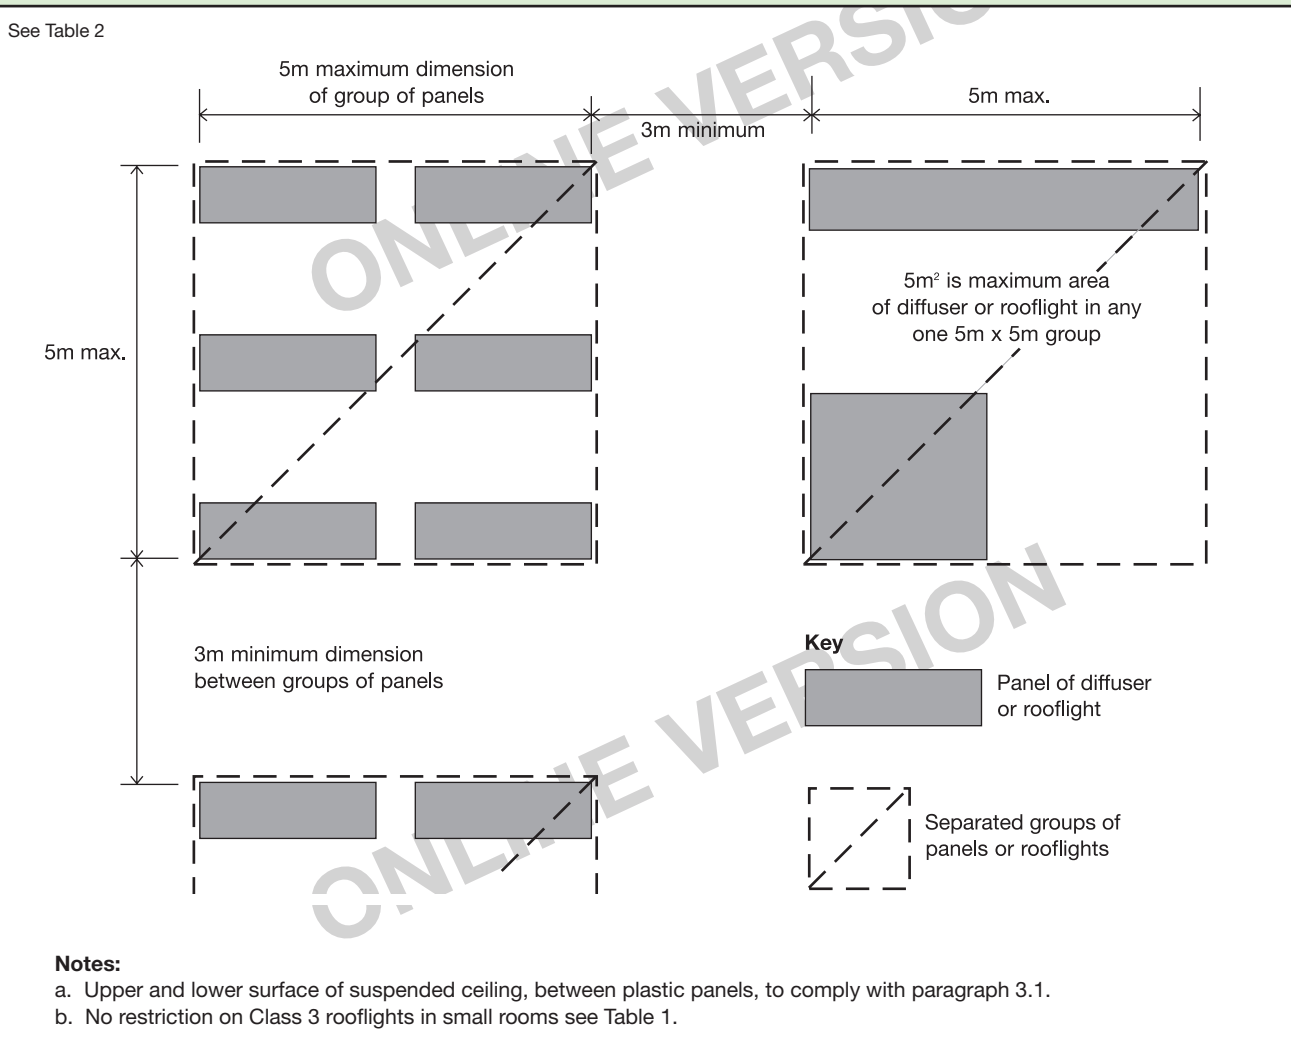 See Table 2
5m maximum dimension
of group of panels
5m max.
3m minimum
5m max.
5m² is maximum area
of diffuser or rooflight in any
one 5m x 5m group
3m minimum dimension
between groups of panels
Key
Panel of diffuser
or rooflight
Separated groups of
panels or rooflights
ONLINE VERSION
ONLINE VERSION
Notes:
a. Upper and lower surface of suspended ceiling, between plastic panels, to comply with paragraph 3.1.
b. No restriction on Class 3 rooflights in small rooms see Table 1.